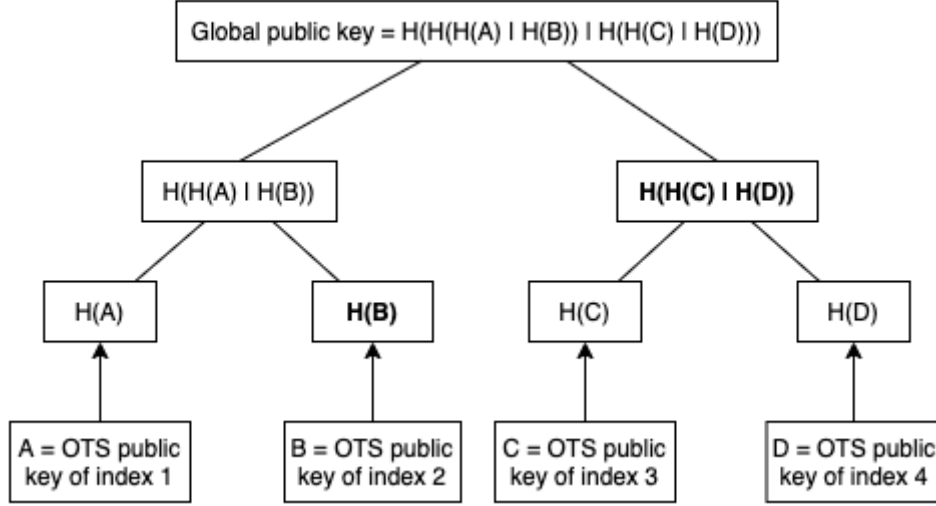 Global public key = H(H(H(A) | H(B)) | H(H(C) | H(D)))
H(H(A) | H(B))
H(H(C) | H(D))
H(A)
H(B)
H(C)
H(D)
A = OTS public
key of index 1
B = OTS public
key of index 2
C = OTS public
key of index 3
D = OTS public
key of index 4